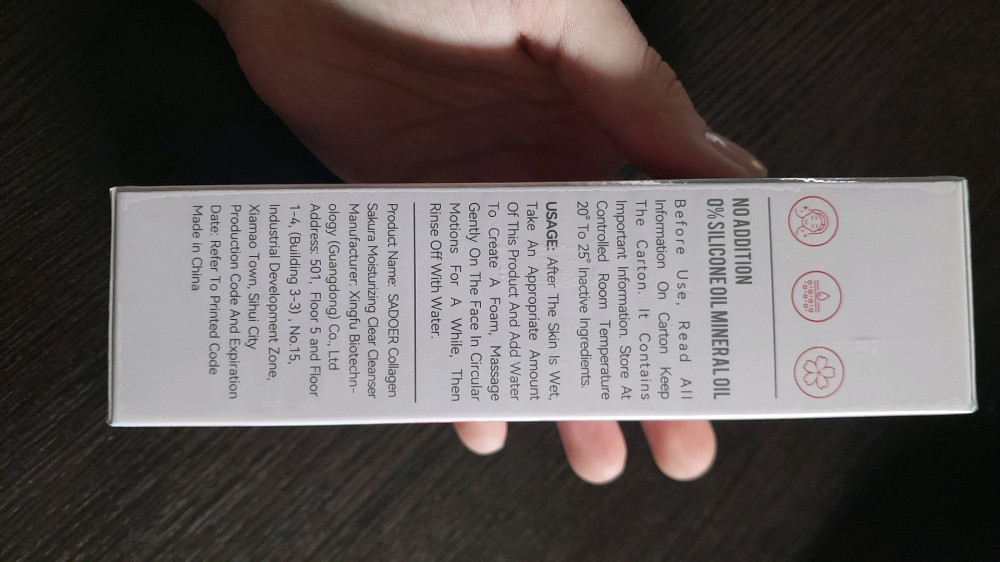 NO ADDITION
0% SILICONE OIL MINERAL OIL
Before Use, Read All
Information On Carton Keep
The Carton. It Contains
Important Information. Store At
Controlled Room Temperature
20° To 25° Inactive Ingredients.
USAGE: After The Skin Is Wet,
Take An Appropriate Amount
Of This Product And Add Water
To Create A Foam, Massage
Gently On The Face In Circular
Motions For A While, Then
Rinse Off With Water.
Product Name: SADOER Collagen
Sakura Moisturizing Clear Cleanser
Manufacturer: Xingfu Biotechn-
ology (Guangdong) Co., Ltd
Address: 501, Floor 5 and Floor
1-4, (Building 3-3) , No.15,
Industrial Development Zone,
Xiamao Town, Sihui City
Production Code And Expiration
Date: Refer To Printed Code
Made in China